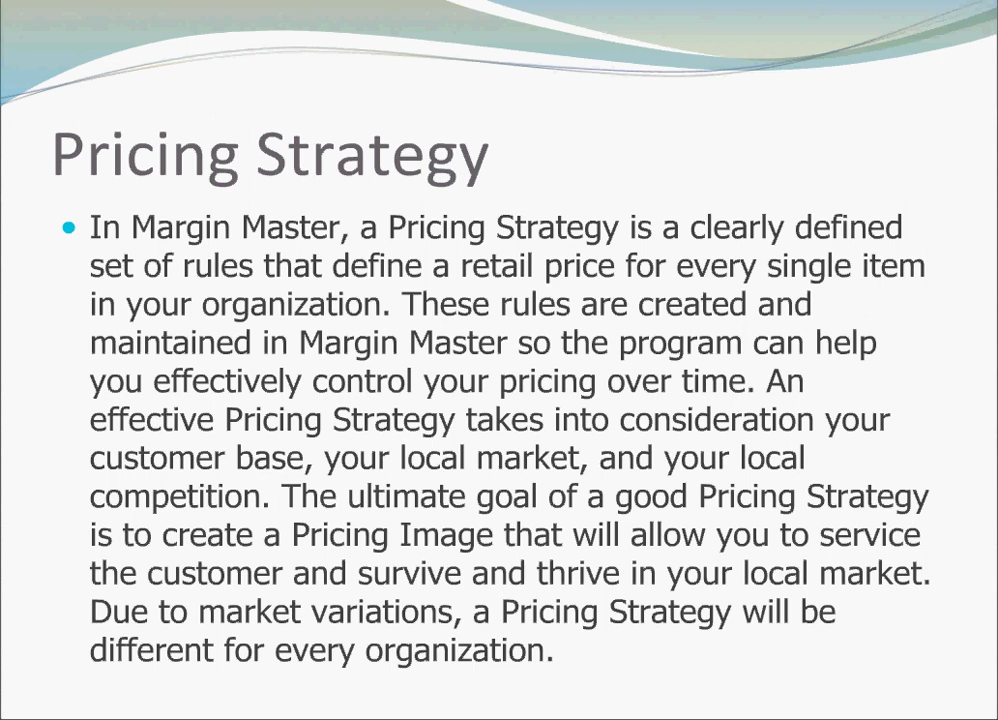 Pricing Strategy
In Margin Master, a Pricing Strategy is a clearly defined
set of rules that define a retail price for every single item
in your organization. These rules are created and
maintained in Margin Master so the program can help
you effectively control your pricing over time. An
effective Pricing Strategy takes into consideration your
customer base, your local market, and your local
competition. The ultimate goal of a good Pricing Strategy
is to create a Pricing Image that will allow you to service
the customer and survive and thrive in your local market.
Due to market variations, a Pricing Strategy will be
different for every organization.